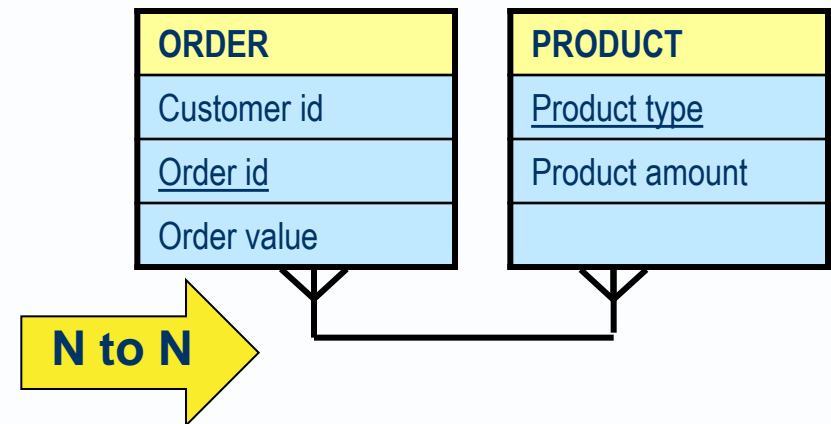 ORDER
Customer id
Order id
Order value
PRODUCT
Product type
Product amount
N to N